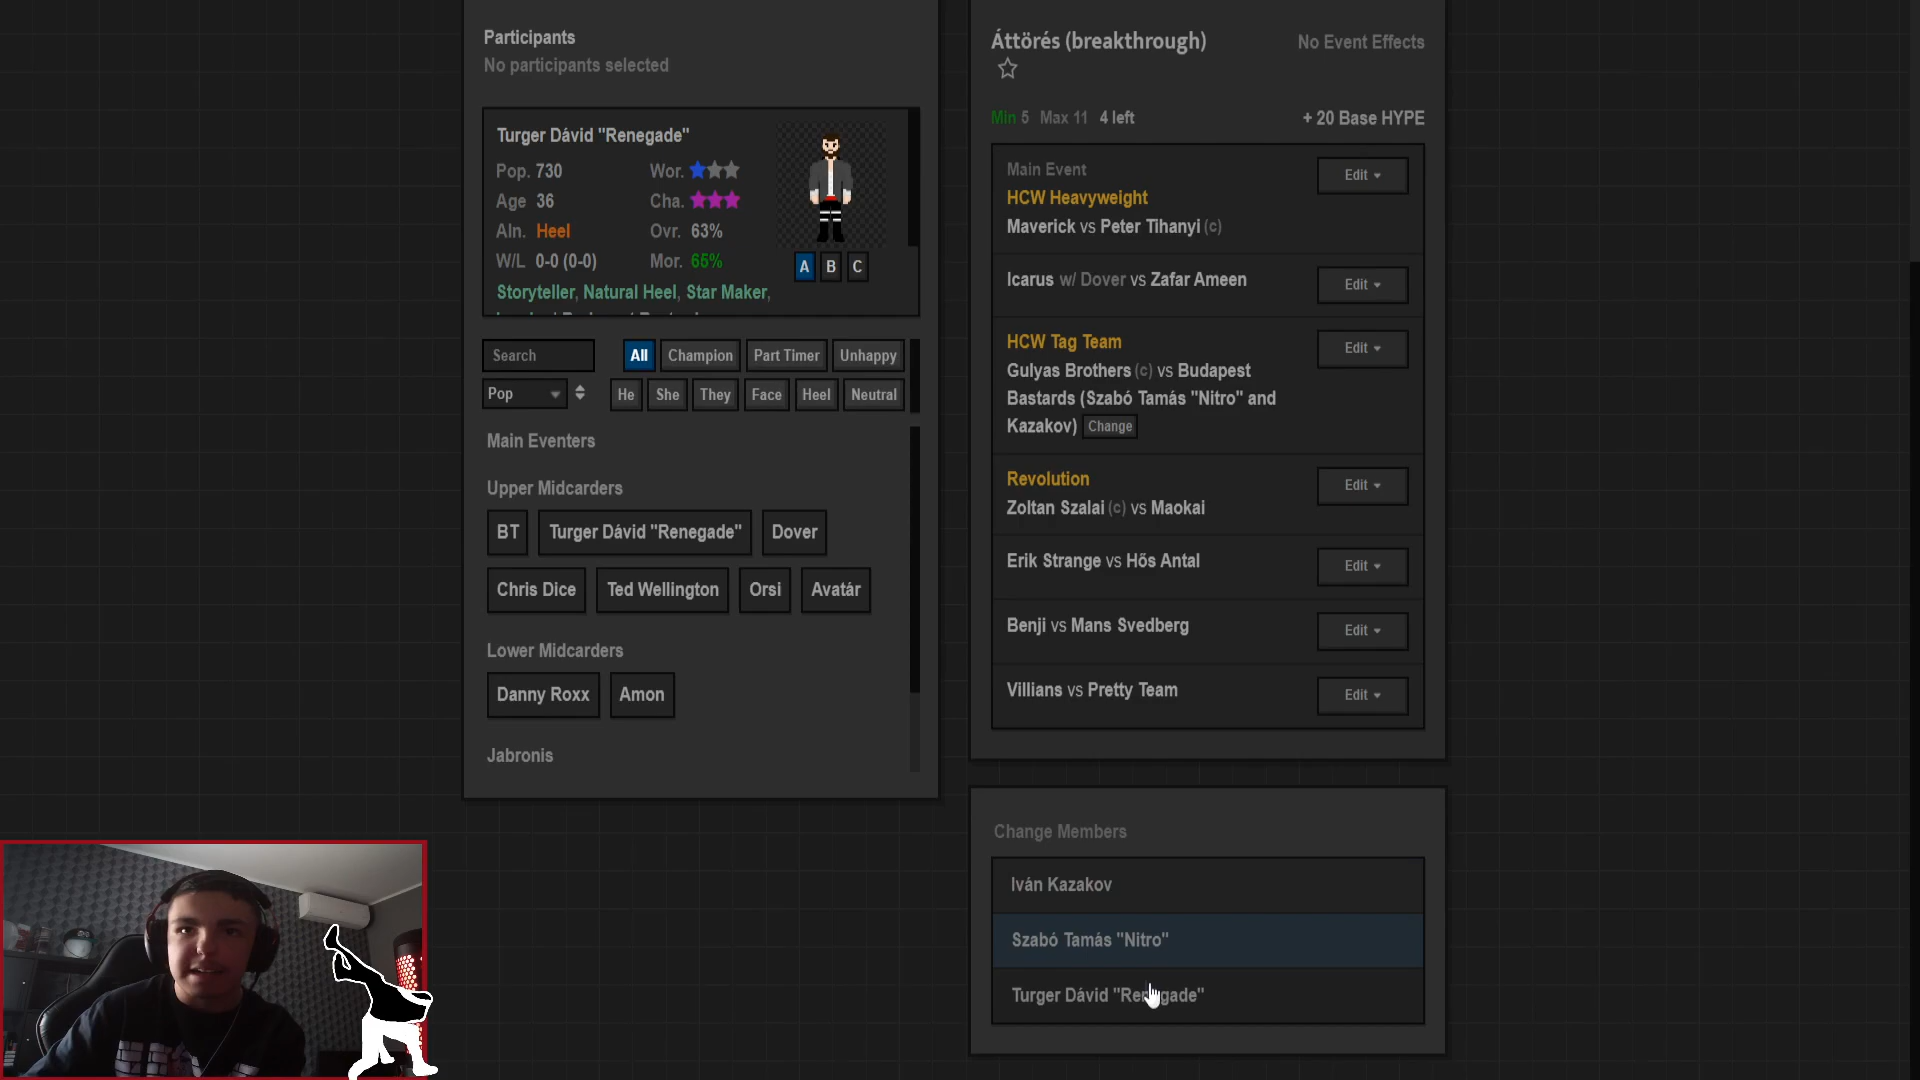 Participants
No participants selected
Turger Dávid "Renegade"
Pop. 730 Wor.
Age 36 Cha.
Aln. Heel Ovr. 63%
W/L 0-0 (0-0) Mor. 65%
A B C
Storyteller, Natural Heel, Star Maker,
Search All Champion Part Timer Unhappy
Pop He She They Face Heel Neutral
Main Eventers
Upper Midcarders
BT Turger Dávid "Renegade" Dover
Chris Dice Ted Wellington Orsi Avatár
Lower Midcarders
Danny Roxx Amon
Jabronis
Áttörés (breakthrough) No Event Effects
Min 5 Max 11 4 left + 20 Base HYPE
Main Event Edit
HCW Heavyweight
Maverick vs Peter Tihanyi (c)
Icarus w/ Dover vs Zafar Ameen Edit
HCW Tag Team Edit
Gulyas Brothers (c) vs Budapest
Bastards (Szabó Tamás "Nitro" and
Kazakov) Change
Revolution Edit
Zoltan Szalai (c) vs Maokai
Erik Strange vs Hős Antal Edit
Benji vs Mans Svedberg Edit
Villians vs Pretty Team Edit
Change Members
Iván Kazakov
Szabó Tamás "Nitro"
Turger Dávid "Renegade"